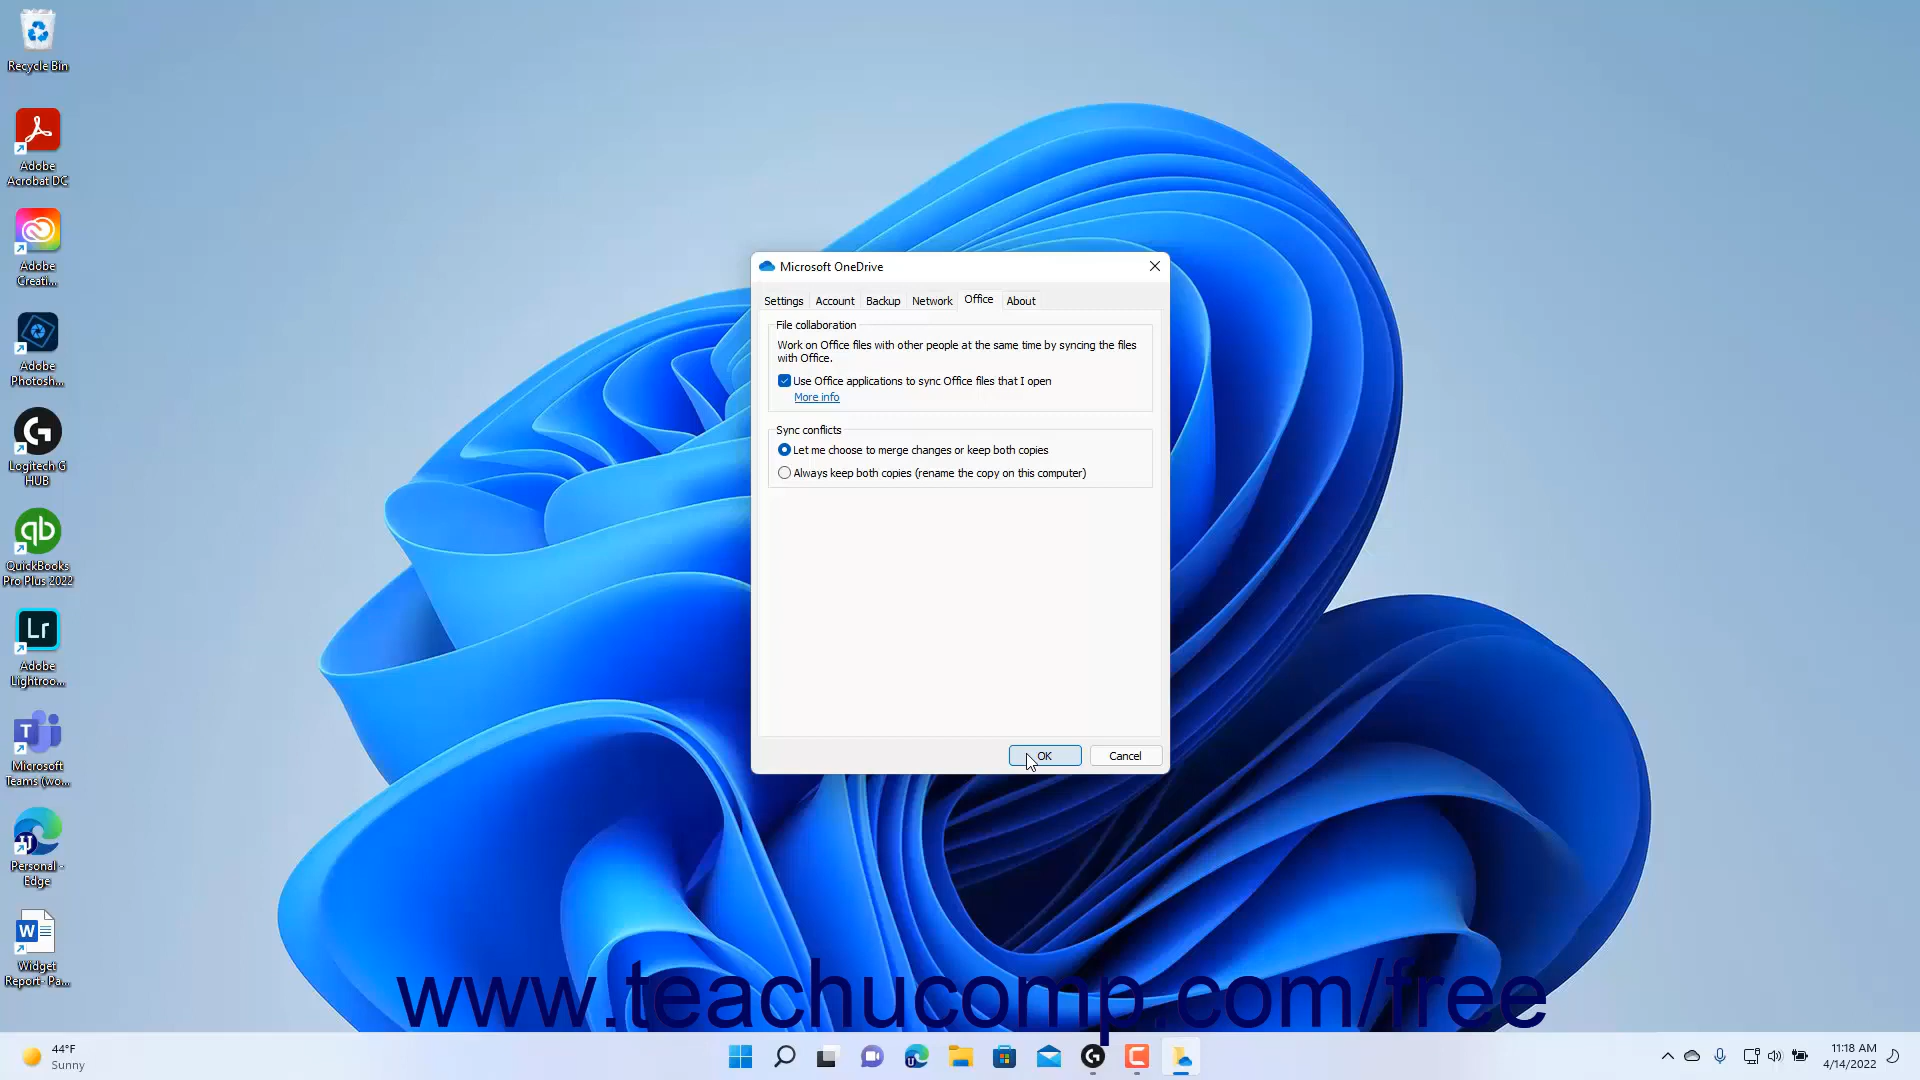 Recycle Bin
Adobe
Acrobat DC
Adobe
Creati...
Adobe
Photosh...
Logitech G
HUB
QuickBooks
Pro Plus 2022
Lr
Adobe
Lightroo...
Microsoft
Teams (wo...
Personal -
Edge
Widget
Report- Pa...
Microsoft OneDrive
Settings Account Backup Network Office About
File collaboration
Work on Office files with other people at the same time by syncing the files
with Office.
Use Office applications to sync Office files that I open
More info
Sync conflicts
Let me choose to merge changes or keep both copies
Always keep both copies (rename the copy on this computer)
OK Cancel
www.teachucomp.com/free
44°F
Sunny
11:18 AM
4/14/2022